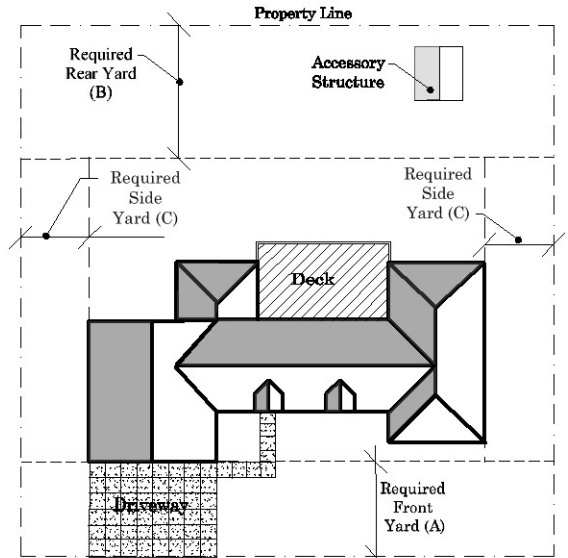 Property Line
Required
Rear Yard
(B)
Accessory
Structure
Required
Side
Yard (C)
Required
Side
Yard (C)
Deck
Driveway
Required
Front
Yard (A)